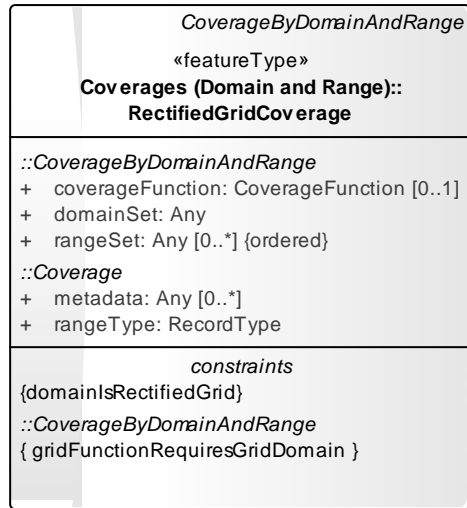 CoverageByDomainAndRange
«featureType»
Coverages (Domain and Range)::
RectifiedGridCoverage
::CoverageByDomainAndRange
+ coverageFunction: CoverageFunction [0..1]
+ domainSet: Any
+ rangeSet: Any [0..*] {ordered}
::Coverage
+ metadata: Any [0..*]
+ rangeType: RecordType
constraints
{domainIsRectifiedGrid}
::CoverageByDomainAndRange
{ gridFunctionRequiresGridDomain }